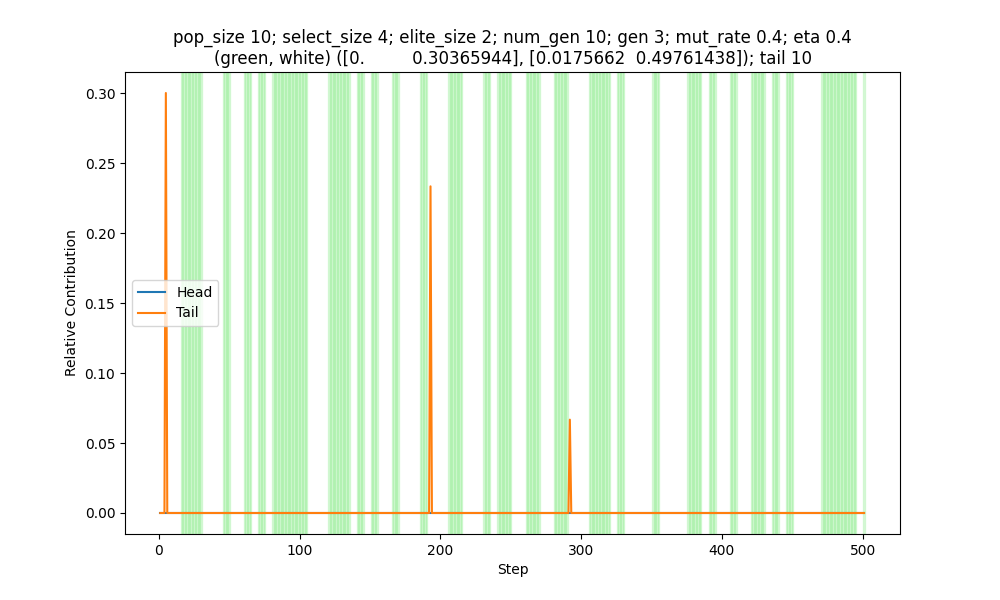 pop_size 10; select_size 4; elite_size 2; num_gen 10; gen 3; mut_rate 0.4; eta 0.4
(green, white) ([0.          0.30365944], [0.0175662  0.49761438]); tail 10
0.30
0.25
0.20
0.15
0.10
0.05
0.00
Relative Contribution
Head
Tail
0
100
200
300
400
500
Step